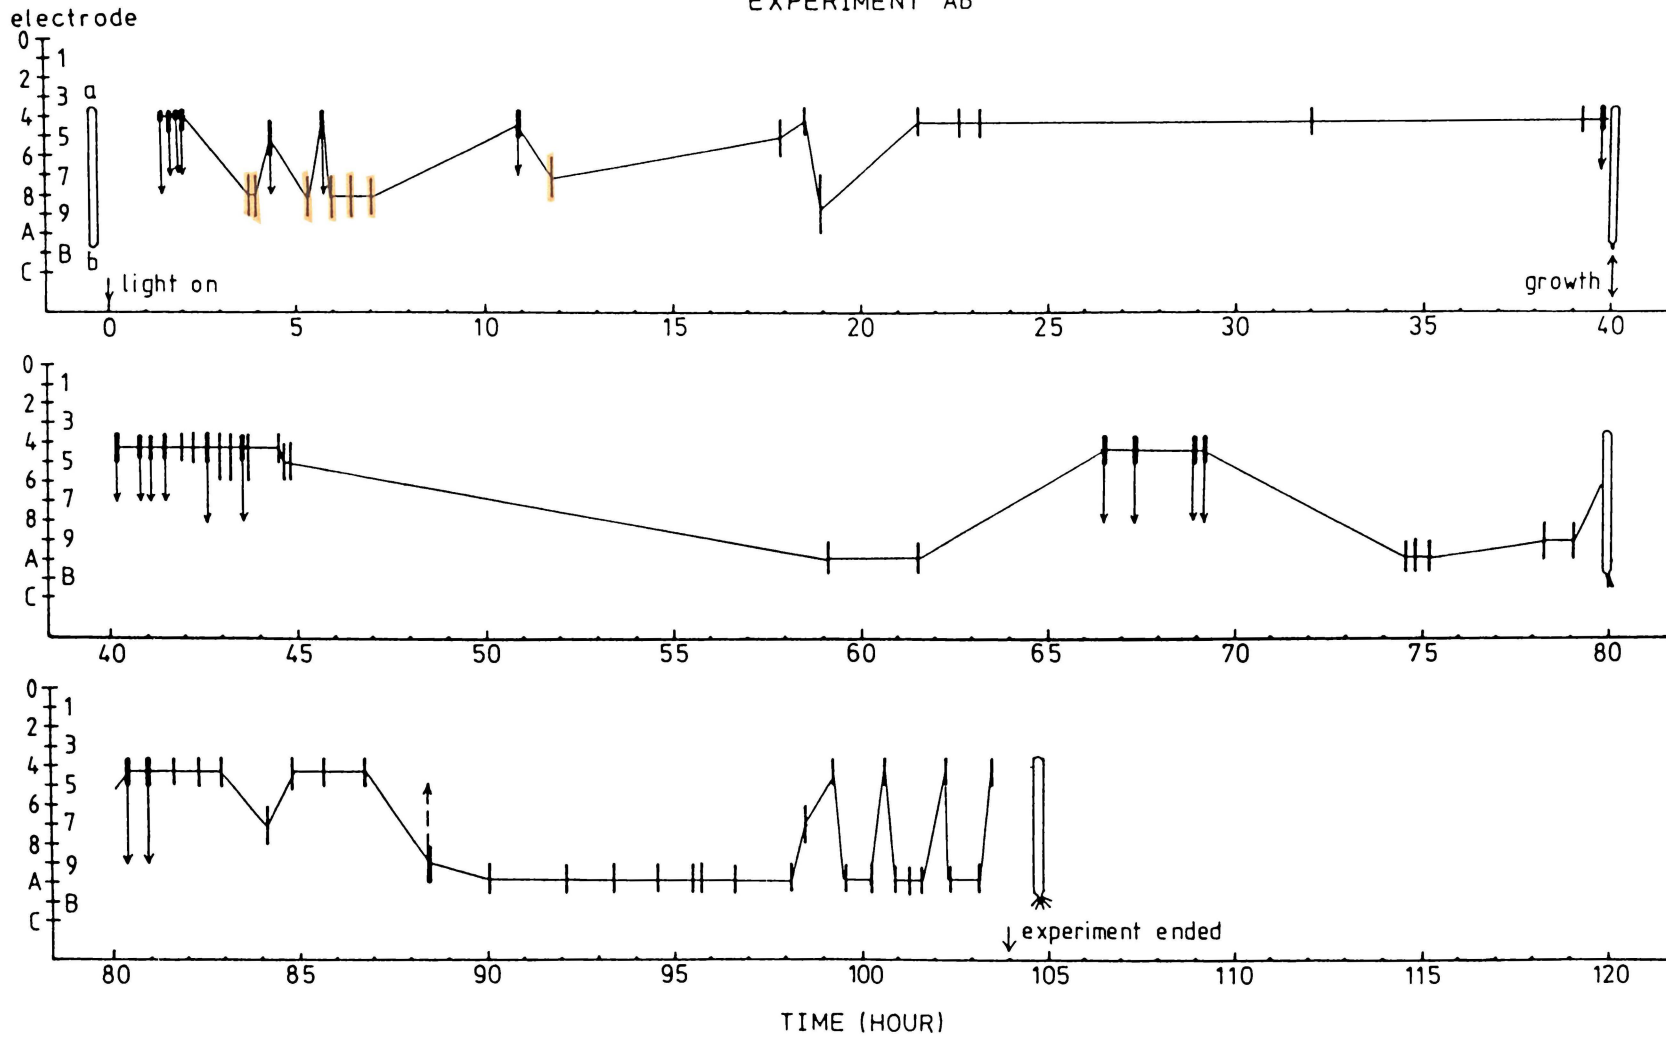 EXPERIMENT AB
electrode
0
1
2
3
4
5
6
7
8
9
A
B
C
a
b
light on
growth
0 5 10 15 20 25 30 35 40
0
1
2
3
4
5
6
7
8
9
A
B
C
40 45 50 55 60 65 70 75 80
0
1
2
3
4
5
6
7
8
9
A
B
C
experiment ended
80 85 90 95 100 105 110 115 120
TIME (HOUR)